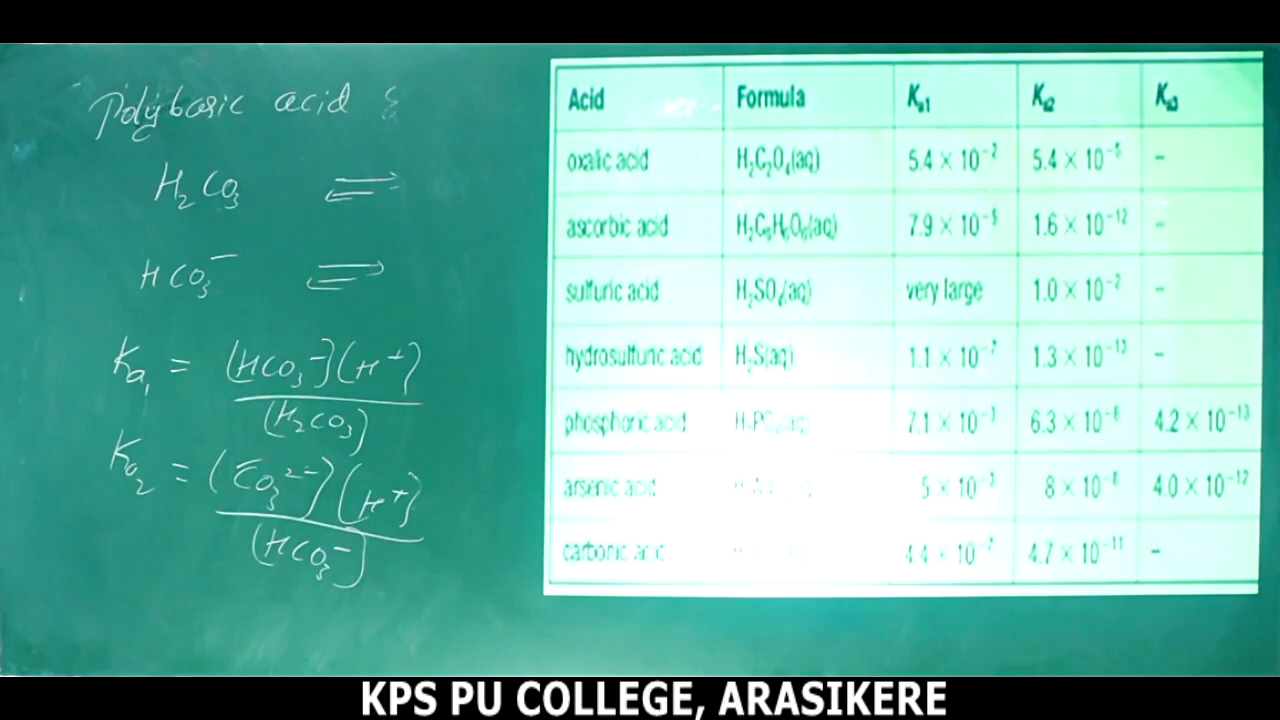 Polybasic acid &
H₂CO₃ ⇌
HCO₃⁻ ⇌
Ka₁ = (HCO₃⁻)(H⁺) / (H₂CO₃)
Ka₂ = (CO₃²⁻)(H⁺) / (HCO₃⁻)
Acid Formula Ka1 Ka2 Ka3
oxalic acid H₂C₂O₄(aq) 5.4 × 10⁻² 5.4 × 10⁻⁵ –
ascorbic acid H₂C₆H₆O₆(aq) 7.9 × 10⁻⁵ 1.6 × 10⁻¹² –
sulfuric acid H₂SO₄(aq) very large 1.0 × 10⁻² –
hydrosulfuric acid H₂S(aq) 1.1 × 10⁻⁷ 1.3 × 10⁻¹³ –
phosphoric acid H₃PO₄(aq) 7.1 × 10⁻³ 6.3 × 10⁻⁸ 4.2 × 10⁻¹³
arsenic acid 5 × 10⁻³ 8 × 10⁻⁸ 4.0 × 10⁻¹²
carbonic acid 4.4 × 10⁻⁷ 4.7 × 10⁻¹¹ –
KPS PU COLLEGE, ARASIKERE